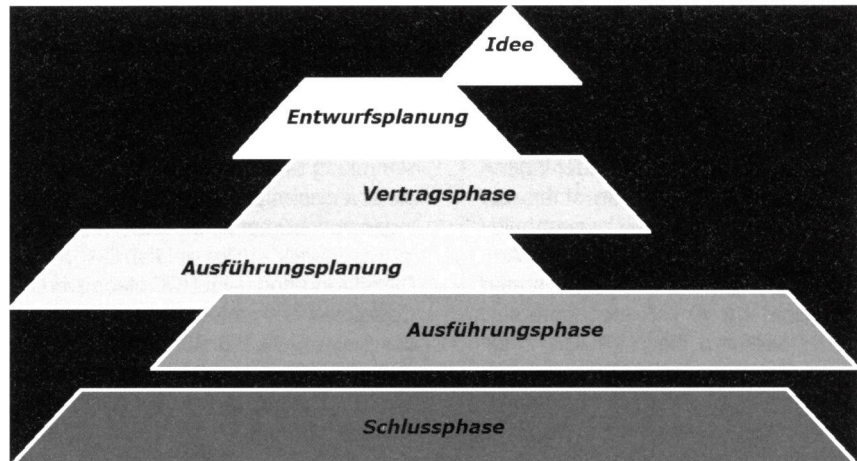 Idee
Entwurfsplanung
Vertragsphase
Ausführungsplanung
Ausführungsphase
Schlussphase